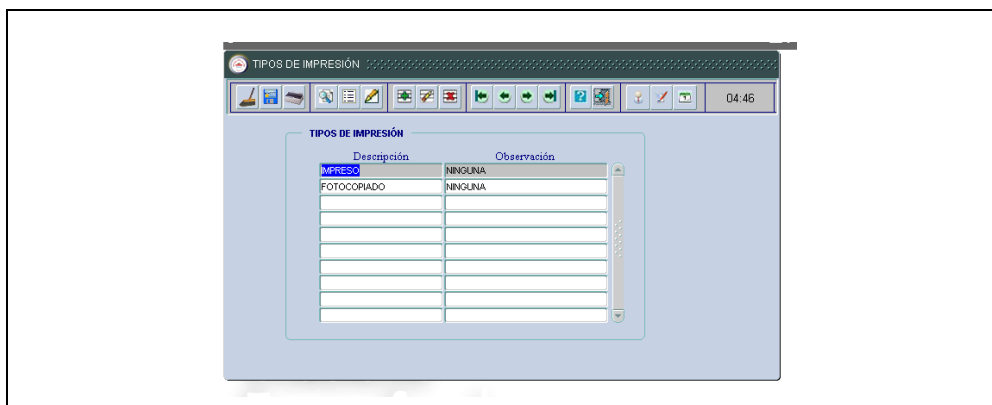 TIPOS DE IMPRESIÓN
04:46
TIPOS DE IMPRESIÓN
Descripción Observación
IMPRESO NINGUNA
FOTOCOPIADO NINGUNA